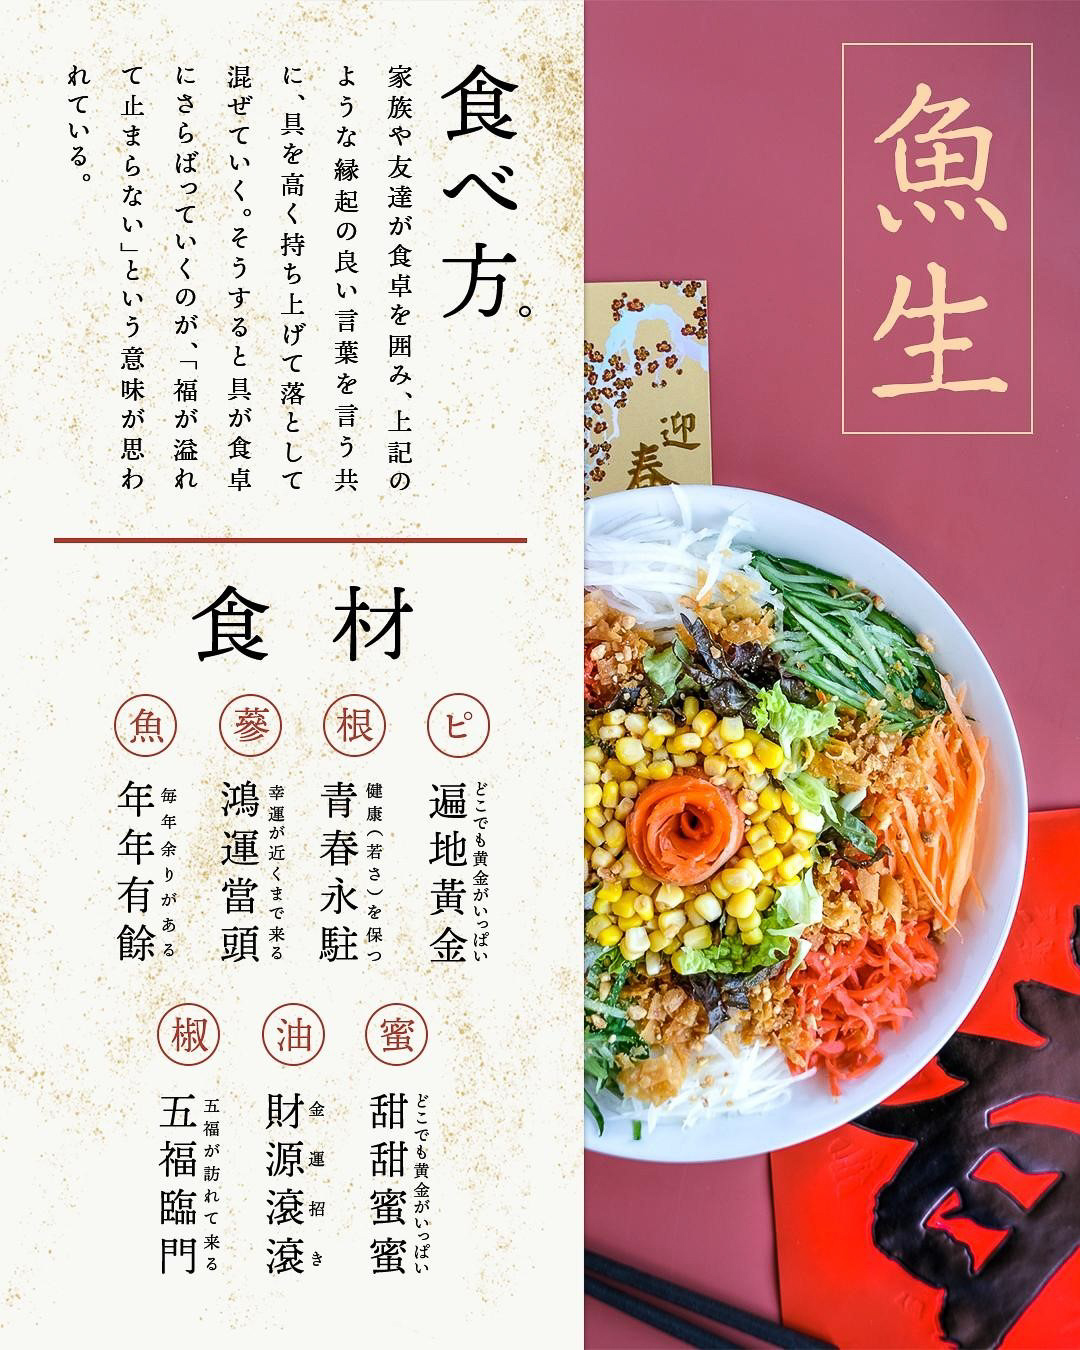 魚生
迎
春
食べ方。
家族や友達が食卓を囲み、上記の
ような縁起の良い言葉を言う共
に、具を高く持ち上げて落として
混ぜていく。そうすると具が食卓
にさらばっていくのが、「福が溢れ
て止まらない」という意味が思わ
れている。
食材
ピ
遍地黃金
どこでも黄金がいっぱい
根
青春永駐
健康（若さ）を保つ
蔘
鴻運當頭
幸運が近くまで来る
魚
年年有餘
毎年余りがある
蜜
甜甜蜜蜜
どこでも黄金がいっぱい
油
財源滾滾
金運招き
椒
五福臨門
五福が訪れて来る